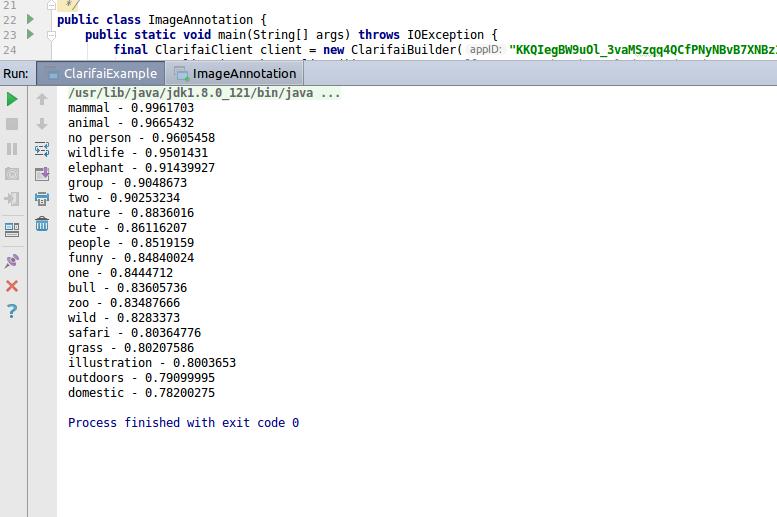 21 */
22 public class ImageAnnotation {
23 public static void main(String[] args) throws IOException {
24 final ClarifaiClient client = new ClarifaiBuilder( appID: "KKQIegBW9uOl_3vaMSzqq4QCfPNyNBvB7XNBz
Run: ClarifaiExample ImageAnnotation
/usr/lib/java/jdk1.8.0_121/bin/java ...
mammal - 0.9961703
animal - 0.9665432
no person - 0.9605458
wildlife - 0.9501431
elephant - 0.91439927
group - 0.9048673
two - 0.90253234
nature - 0.8836016
cute - 0.86116207
people - 0.8519159
funny - 0.84840024
one - 0.8444712
bull - 0.83605736
zoo - 0.83487666
wild - 0.8283373
safari - 0.80364776
grass - 0.80207586
illustration - 0.8003653
outdoors - 0.79099995
domestic - 0.78200275
Process finished with exit code 0